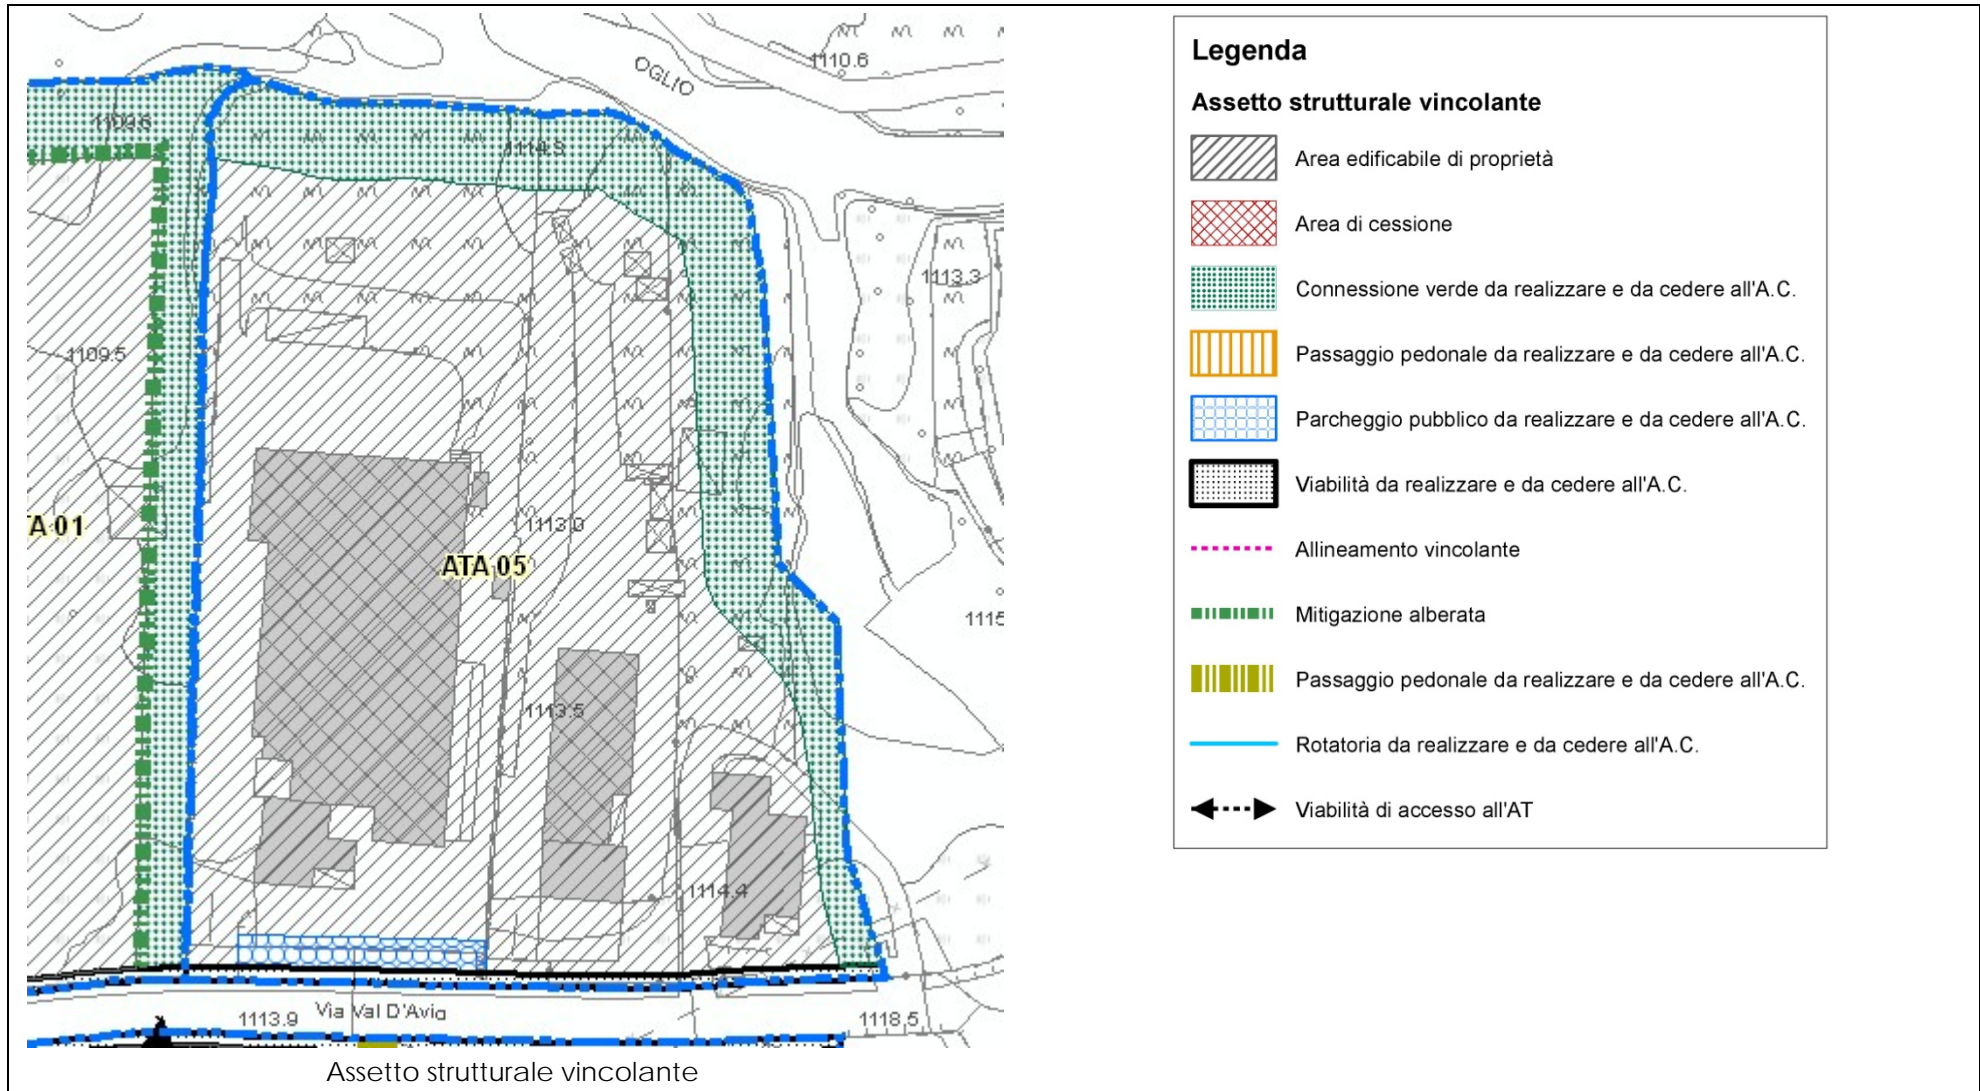 OGLIO
1110.6
1109.6
1114.3
1113.3
1109.5
TA 01
1113.0
ATA 05
1115
1113.5
1114.4
Via Val D'Avio
1113.9
1118.5
Assetto strutturale vincolante
Legenda
Assetto strutturale vincolante
Area edificabile di proprietà
Area di cessione
Connessione verde da realizzare e da cedere all'A.C.
Passaggio pedonale da realizzare e da cedere all'A.C.
Parcheggio pubblico da realizzare e da cedere all'A.C.
Viabilità da realizzare e da cedere all'A.C.
Allineamento vincolante
Mitigazione alberata
Passaggio pedonale da realizzare e da cedere all'A.C.
Rotatoria da realizzare e da cedere all'A.C.
Viabilità di accesso all'AT